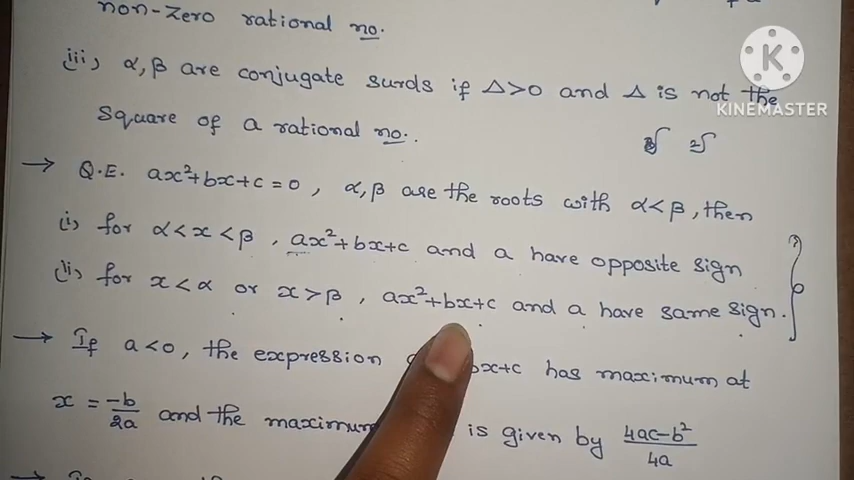 non-zero rational no.
KINEMASTER
(iii) α, β are conjugate surds if Δ>0 and Δ is not the
square of a rational no.
→ Q.E. ax²+bx+c=0, α, β are the roots with α<β, then
(i) for α<x<β, ax²+bx+c and a have opposite sign
(ii) for x<α or x>β, ax²+bx+c and a have same sign.
→ If a<0, the expression bx+c has maximum at
x = -b/2a and the maximum is given by 4ac-b²/4a